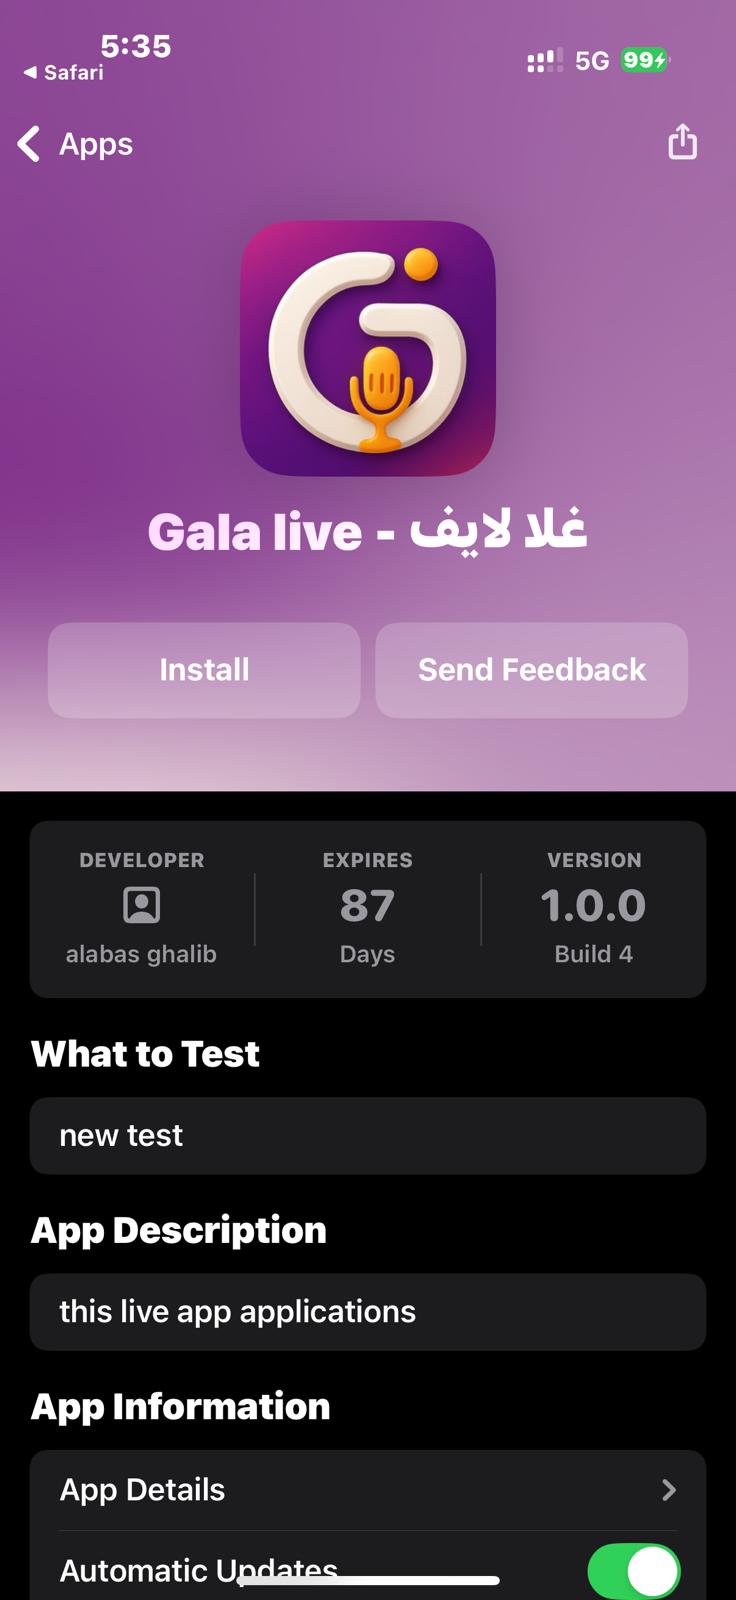 5:35
Safari
5G
99
Apps
Gala live - غلا لايف
Install
Send Feedback
DEVELOPER
alabas ghalib
EXPIRES
87
Days
VERSION
1.0.0
Build 4
What to Test
new test
App Description
this live app applications
App Information
App Details
Automatic Updates